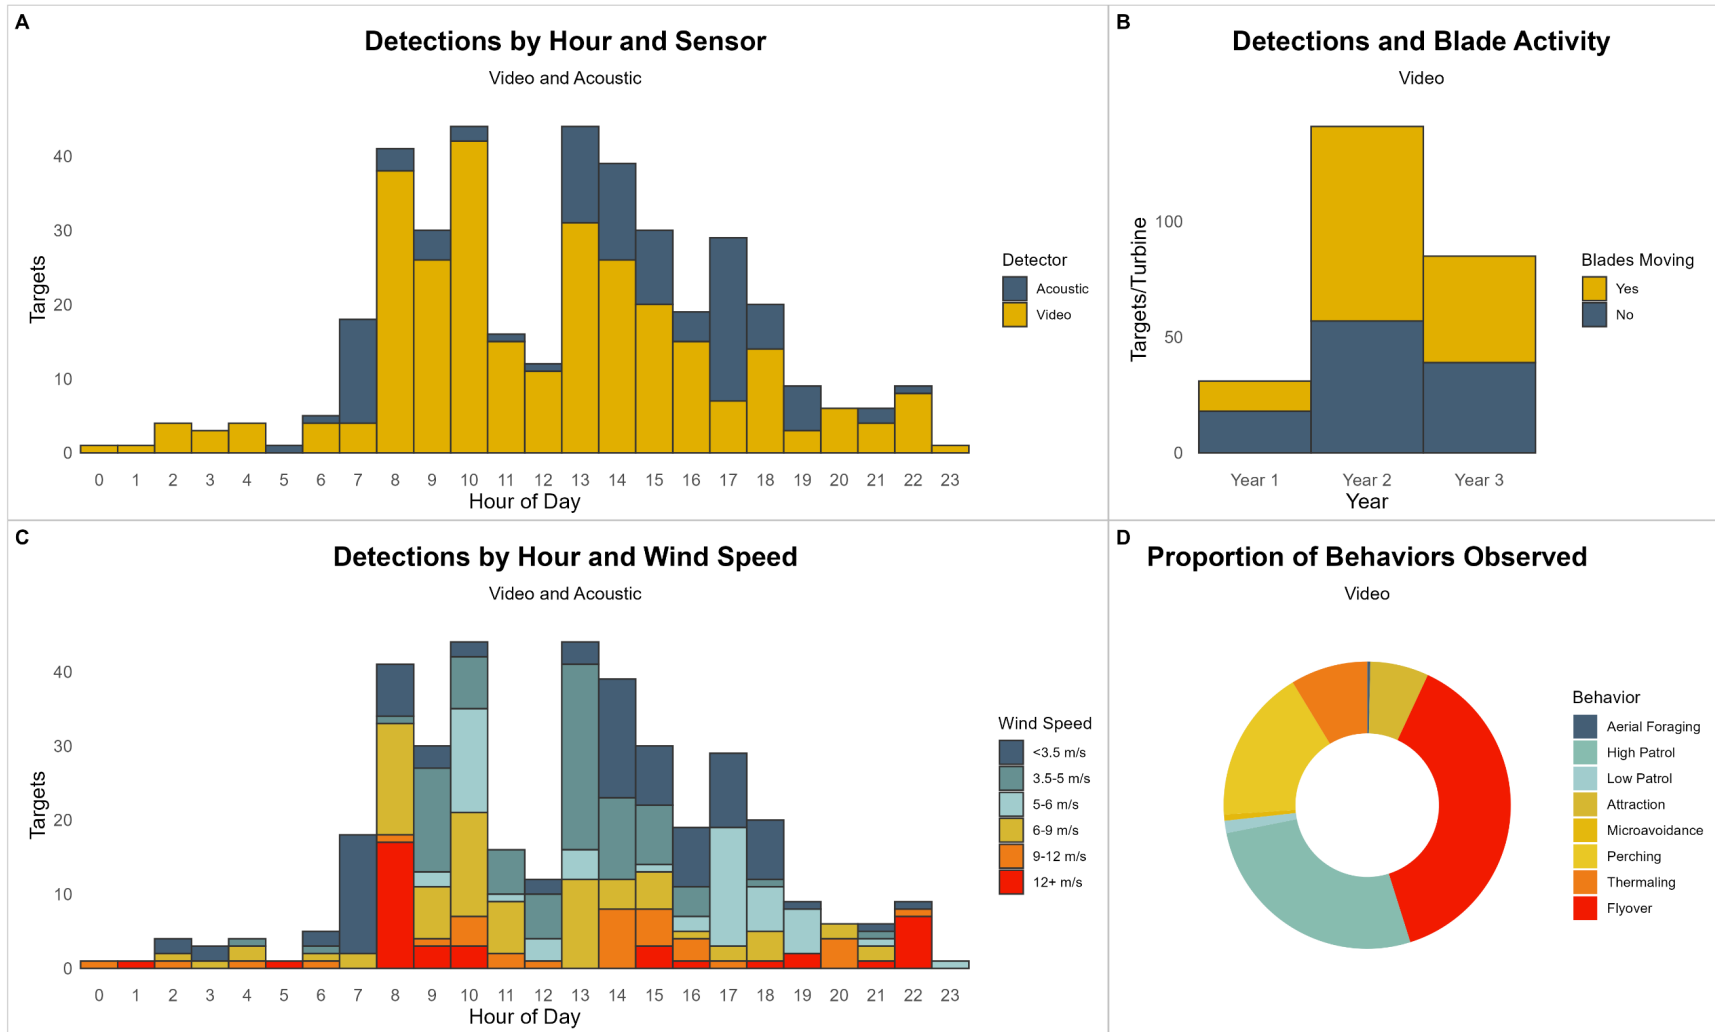 A
Detections by Hour and Sensor
Video and Acoustic
Targets
40
30
20
10
0
0 1 2 3 4 5 6 7 8 9 10 11 12 13 14 15 16 17 18 19 20 21 22 23
Hour of Day
Detector
Acoustic
Video
B
Detections and Blade Activity
Video
Targets/Turbine
100
50
0
Year 1 Year 2 Year 3
Year
Blades Moving
Yes
No
C
Detections by Hour and Wind Speed
Video and Acoustic
Targets
40
30
20
10
0
0 1 2 3 4 5 6 7 8 9 10 11 12 13 14 15 16 17 18 19 20 21 22 23
Hour of Day
Wind Speed
<3.5 m/s
3.5-5 m/s
5-6 m/s
6-9 m/s
9-12 m/s
12+ m/s
D
Proportion of Behaviors Observed
Video
Behavior
Aerial Foraging
High Patrol
Low Patrol
Attraction
Microavoidance
Perching
Thermaling
Flyover